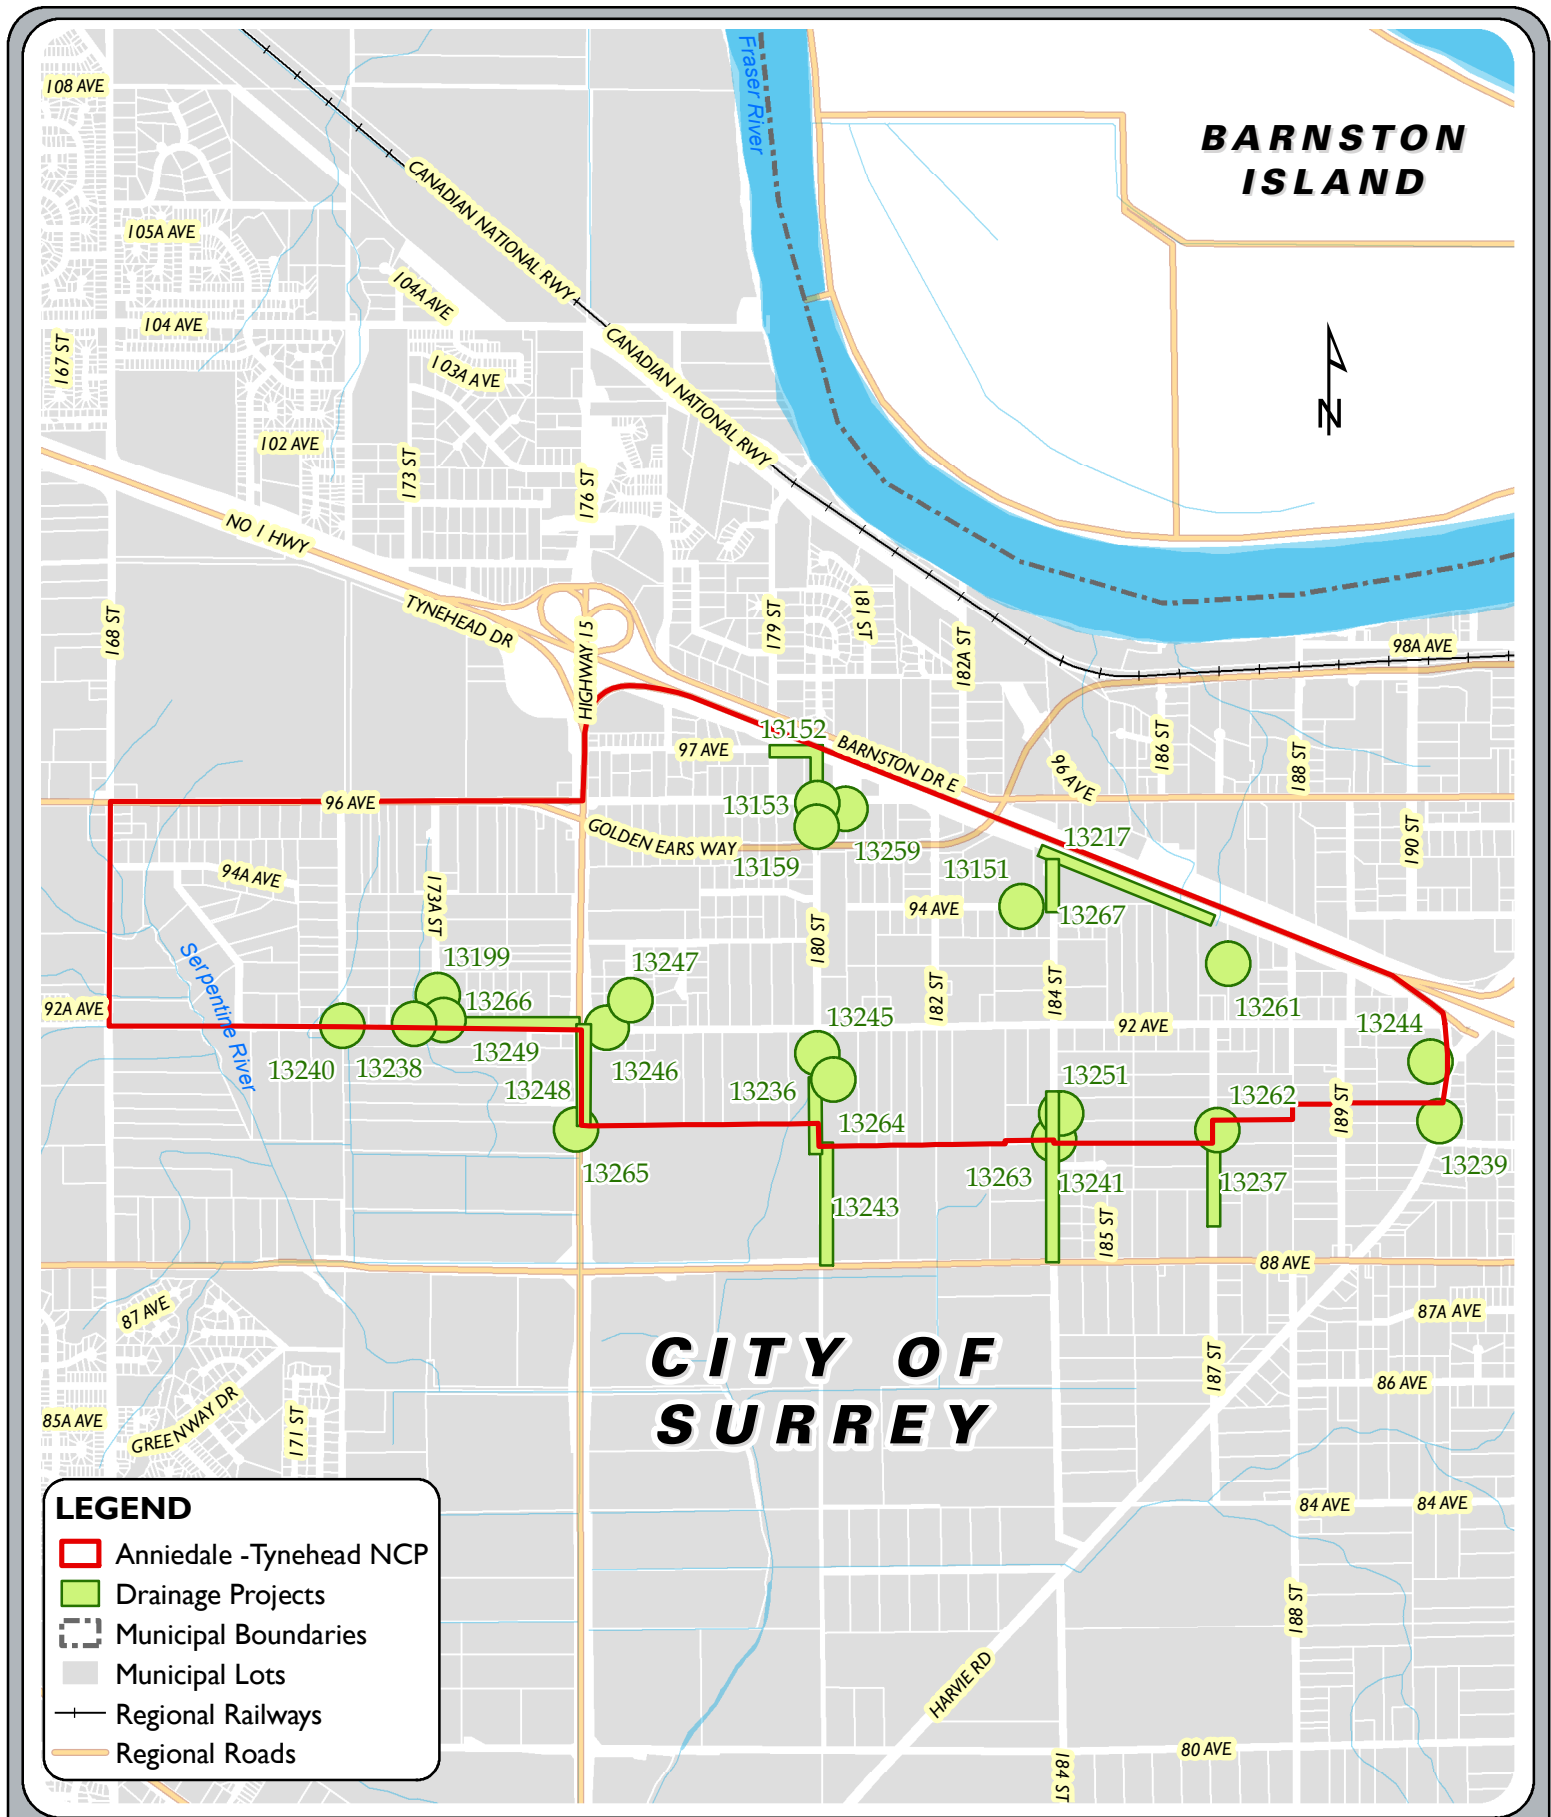 108 AVE
Fraser River
BARNSTON
ISLAND
CANADIAN NATIONAL RWY
105A AVE
104A AVE
104 AVE
167 ST
103A AVE
CANADIAN NATIONAL RWY
N
102 AVE
173 ST
176 ST
NO 1 HWY
TYNEHEAD DR
168 ST
HIGHWAY 15
179 ST
181 ST
182A ST
98A AVE
13152
97 AVE
BARNSTON DR E
96 AVE
186 ST
188 ST
96 AVE
13153
GOLDEN EARS WAY
13159
13259
13217
190 ST
13151
94A AVE
173A ST
94 AVE
13267
180 ST
Serpentine River
13199
13247
182 ST
184 ST
13261
92A AVE
13266
13245
92 AVE
13244
13240
13238
13249
13248
13246
13236
13251
13262
189 ST
13264
13265
13263
13241
13237
13239
13243
185 ST
88 AVE
87 AVE
87A AVE
CITY OF
SURREY
187 ST
86 AVE
85A AVE
GREENWAY DR
171 ST
84 AVE
84 AVE
188 ST
HARVIE RD
80 AVE
184 ST
LEGEND
Anniedale -Tynehead NCP
Drainage Projects
Municipal Boundaries
Municipal Lots
Regional Railways
Regional Roads